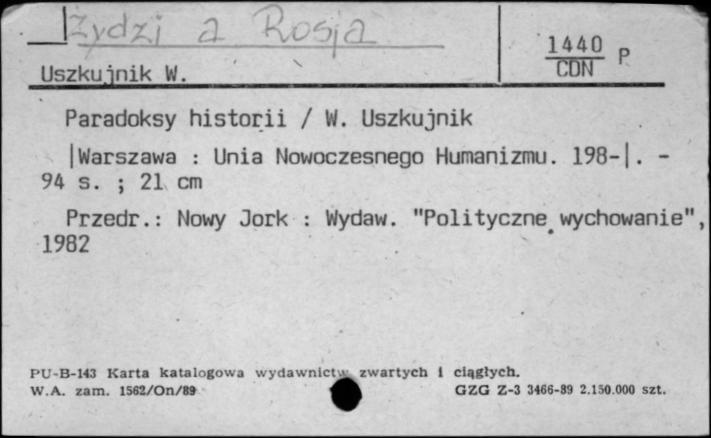 Żydzi a Rosja
1440 P
CDN
Uszkujnik W.
Paradoksy historii / W. Uszkujnik
|Warszawa : Unia Nowoczesnego Humanizmu. 198-|. -
94 s. ; 21 cm
Przedr.: Nowy Jork : Wydaw. "Polityczne wychowanie",
1982
PU-B-143 Karta katalogowa wydawnictw zwartych i ciągłych.
W.A. zam. 1562/On/89 GZG Z-3 3466-89 2.150.000 szt.